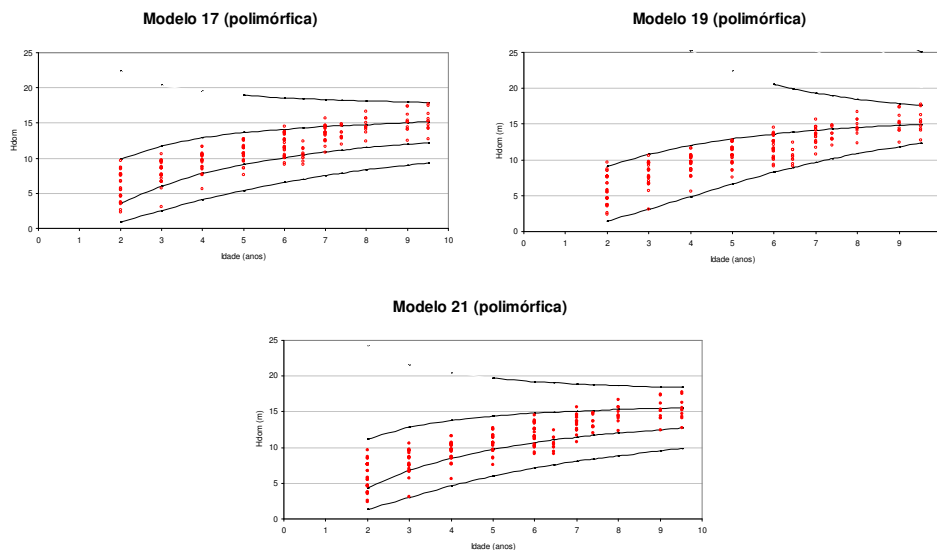 Modelo 17 (polimórfica)
25
20
15
10
5
0
Hdom
0 1 2 3 4 5 6 7 8 9 10
Idade (anos)
Modelo 19 (polimórfica)
25
20
15
10
5
0
Hdom (m)
0 1 2 3 4 5 6 7 8 9
Idade (anos)
Modelo 21 (polimórfica)
25
20
15
10
5
0
Hdom (m)
0 1 2 3 4 5 6 7 8 9 10
Idade (anos)